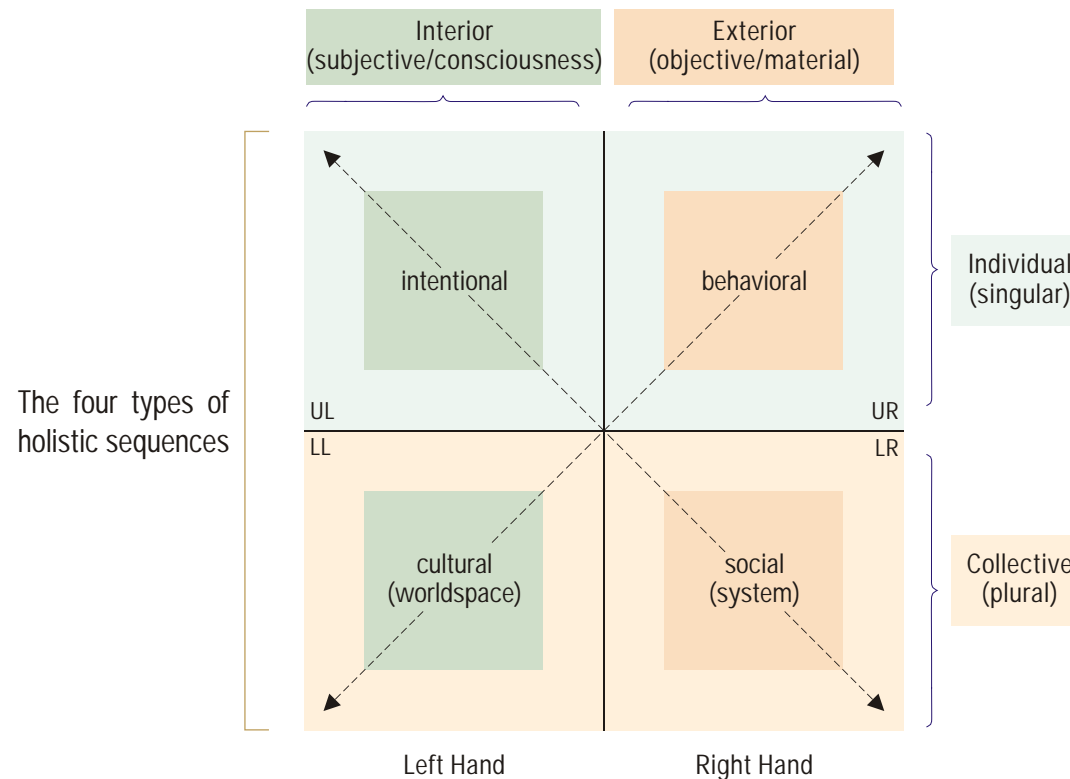 Interior
(subjective/consciousness)
Exterior
(objective/material)
intentional
behavioral
Individual
(singular)
The four types of
holistic sequences
UL
UR
LL
LR
cultural
(worldspace)
social
(system)
Collective
(plural)
Left Hand
Right Hand